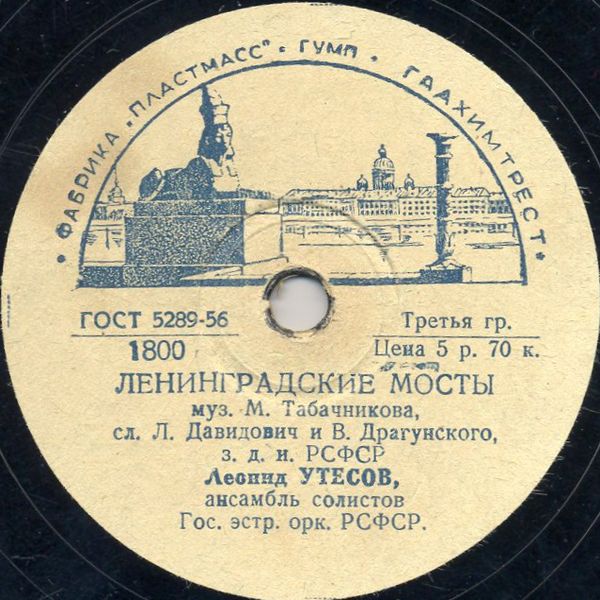 * ФАБРИКА „ПЛАСТМАСС" • ГУМП • ГААХИМТРЕСТ *
ГОСТ 5289-56
Третья гр.
1800
Цена 5 р. 70 к.
ЛЕНИНГРАДСКИЕ МОСТЫ
муз. М. Табачникова,
сл. Л. Давидович и В. Драгунского,
з. д. и. РСФСР
Леонид УТЕСОВ,
ансамбль солистов
Гос. эстр. орк. РСФСР.